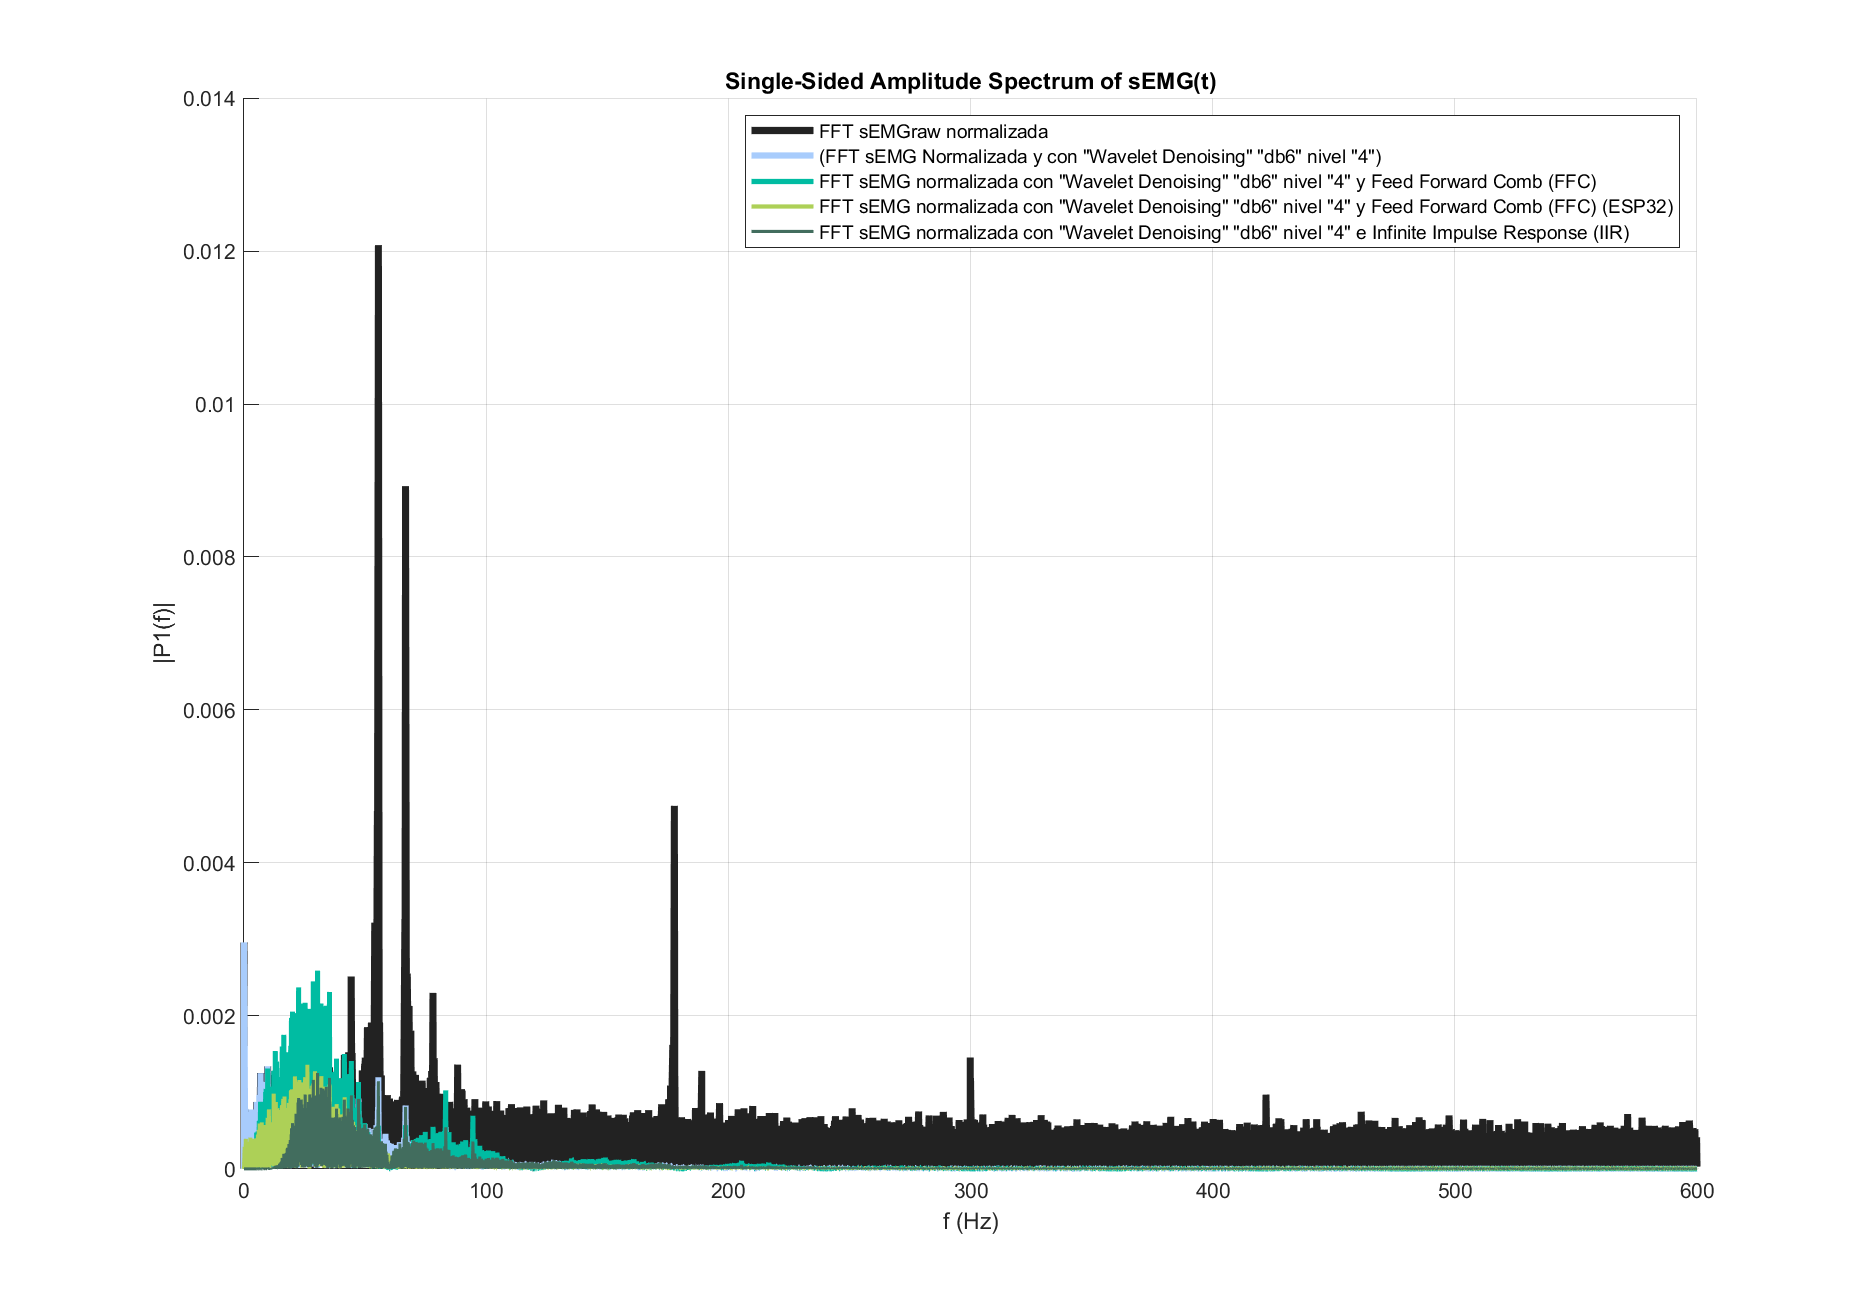 Single-Sided Amplitude Spectrum of sEMG(t)
0.014
0.012
0.01
0.008
0.006
0.004
0.002
0
|P1(f)|
FFT sEMGraw normalizada
(FFT sEMG Normalizada y con "Wavelet Denoising" "db6" nivel "4")
FFT sEMG normalizada con "Wavelet Denoising" "db6" nivel "4" y Feed Forward Comb (FFC)
FFT sEMG normalizada con "Wavelet Denoising" "db6" nivel "4" y Feed Forward Comb (FFC) (ESP32)
FFT sEMG normalizada con "Wavelet Denoising" "db6" nivel "4" e Infinite Impulse Response (IIR)
0 100 200 300 400 500 600
f (Hz)